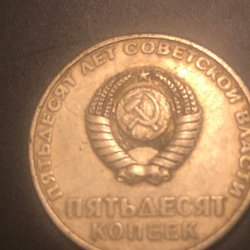 ПЯТЬДЕСЯТ ЛЕТ СОВЕТСКОЙ ВЛАСТИ
ПЯТЬДЕСЯТ
КОПЕЕК